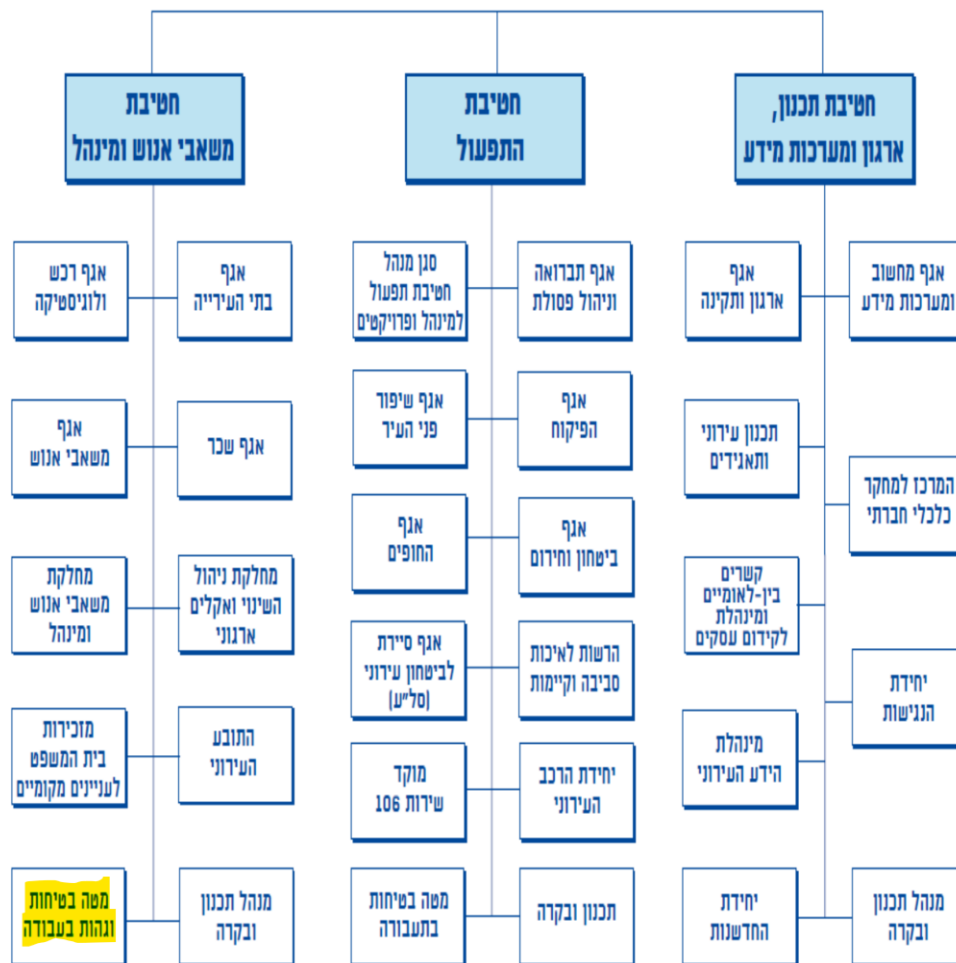 חטיבת תכנון,
ארגון ומערכות מידע
אגף מחשוב
ומערכות מידע
אגף
ארגון ותקינה
תכנון עירוני
ותאגידים
המרכז למחקר
כלכלי חברתי
קשרים
בין-לאומיים
ומינהלת
לקידום עסקים
יחידת
הנגישות
מינהלת
הידע העירוני
מנהל תכנון
ובקרה
יחידת
החדשנות
חטיבת
התפעול
אגף תברואה
וניהול פסולת
סגן מנהל
חטיבת תפעול
למינהל ופרויקטים
אגף
הפיקוח
אגף שיפור
פני העיר
אגף
ביטחון וחירום
אגף
החופים
הרשות לאיכות
סביבה וקיימות
אגף סיירת
לביטחון עירוני
(סל"ע)
יחידת הרכב
העירוני
מוקד
שירות 106
תכנון ובקרה
מטה בטיחות
בתעבורה
חטיבת
משאבי אנוש ומינהל
אגף
בתי העירייה
אגף רכש
ולוגיסטיקה
אגף שכר
אגף
משאבי אנוש
מחלקת ניהול
השינוי ואקלים
ארגוני
מחלקת
משאבי אנוש
ומינהל
התובע
העירוני
מזכירות
בית המשפט
לעניינים מקומיים
מנהל תכנון
ובקרה
מטה בטיחות
וגהות בעבודה